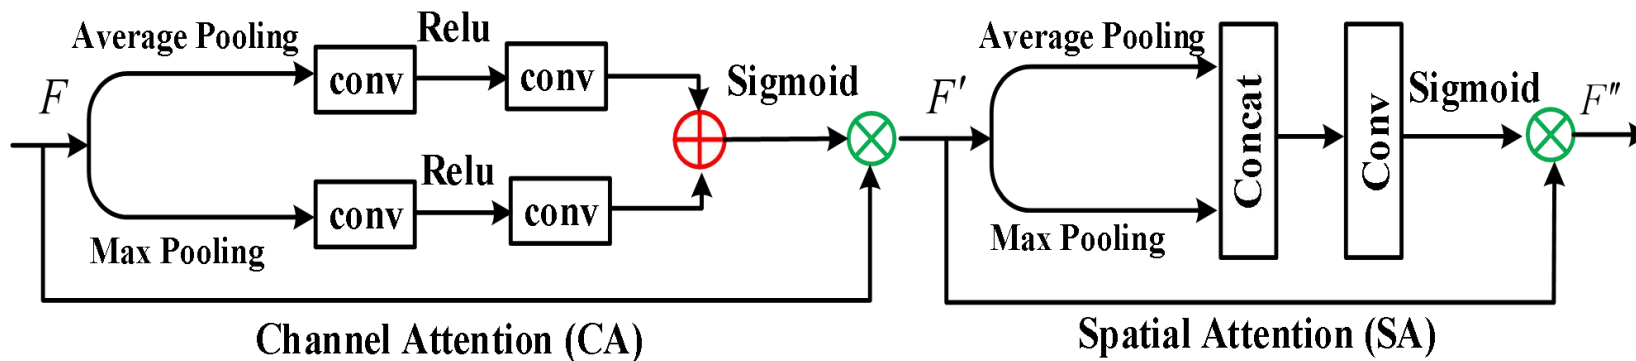 Average Pooling
Relu
conv
conv
F
Sigmoid
Max Pooling
Relu
conv
conv
Channel Attention (CA)
F′
Average Pooling
Max Pooling
Concat
Conv
Sigmoid
F″
Spatial Attention (SA)